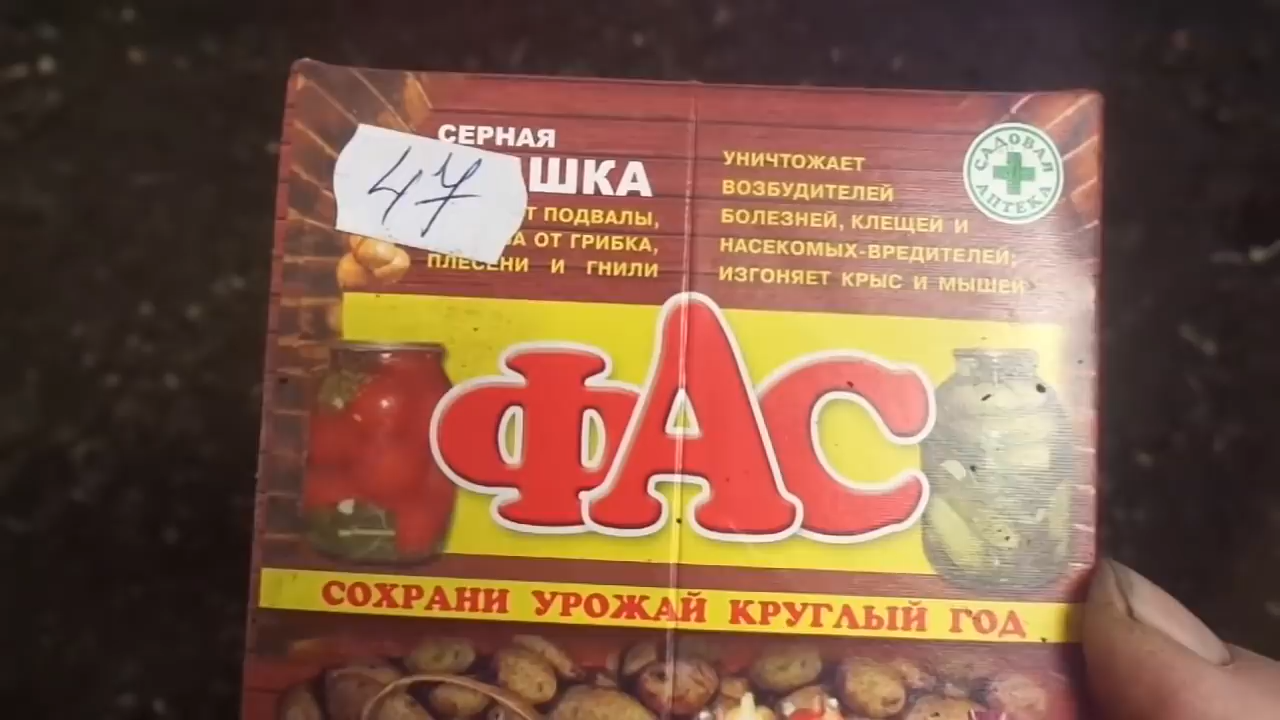 СЕРНАЯ
47
ПОДВАЛЫ,
ОТ ГРИБКА,
ПЛЕСЕНИ И ГНИЛИ
УНИЧТОЖАЕТ
ВОЗБУДИТЕЛЕЙ
БОЛЕЗНЕЙ, КЛЕЩЕЙ И
НАСЕКОМЫХ-ВРЕДИТЕЛЕЙ;
ИЗГОНЯЕТ КРЫС И МЫШЕЙ
САДОВАЯ АПТЕКА
ФАС
СОХРАНИ УРОЖАЙ КРУГЛЫЙ ГОД